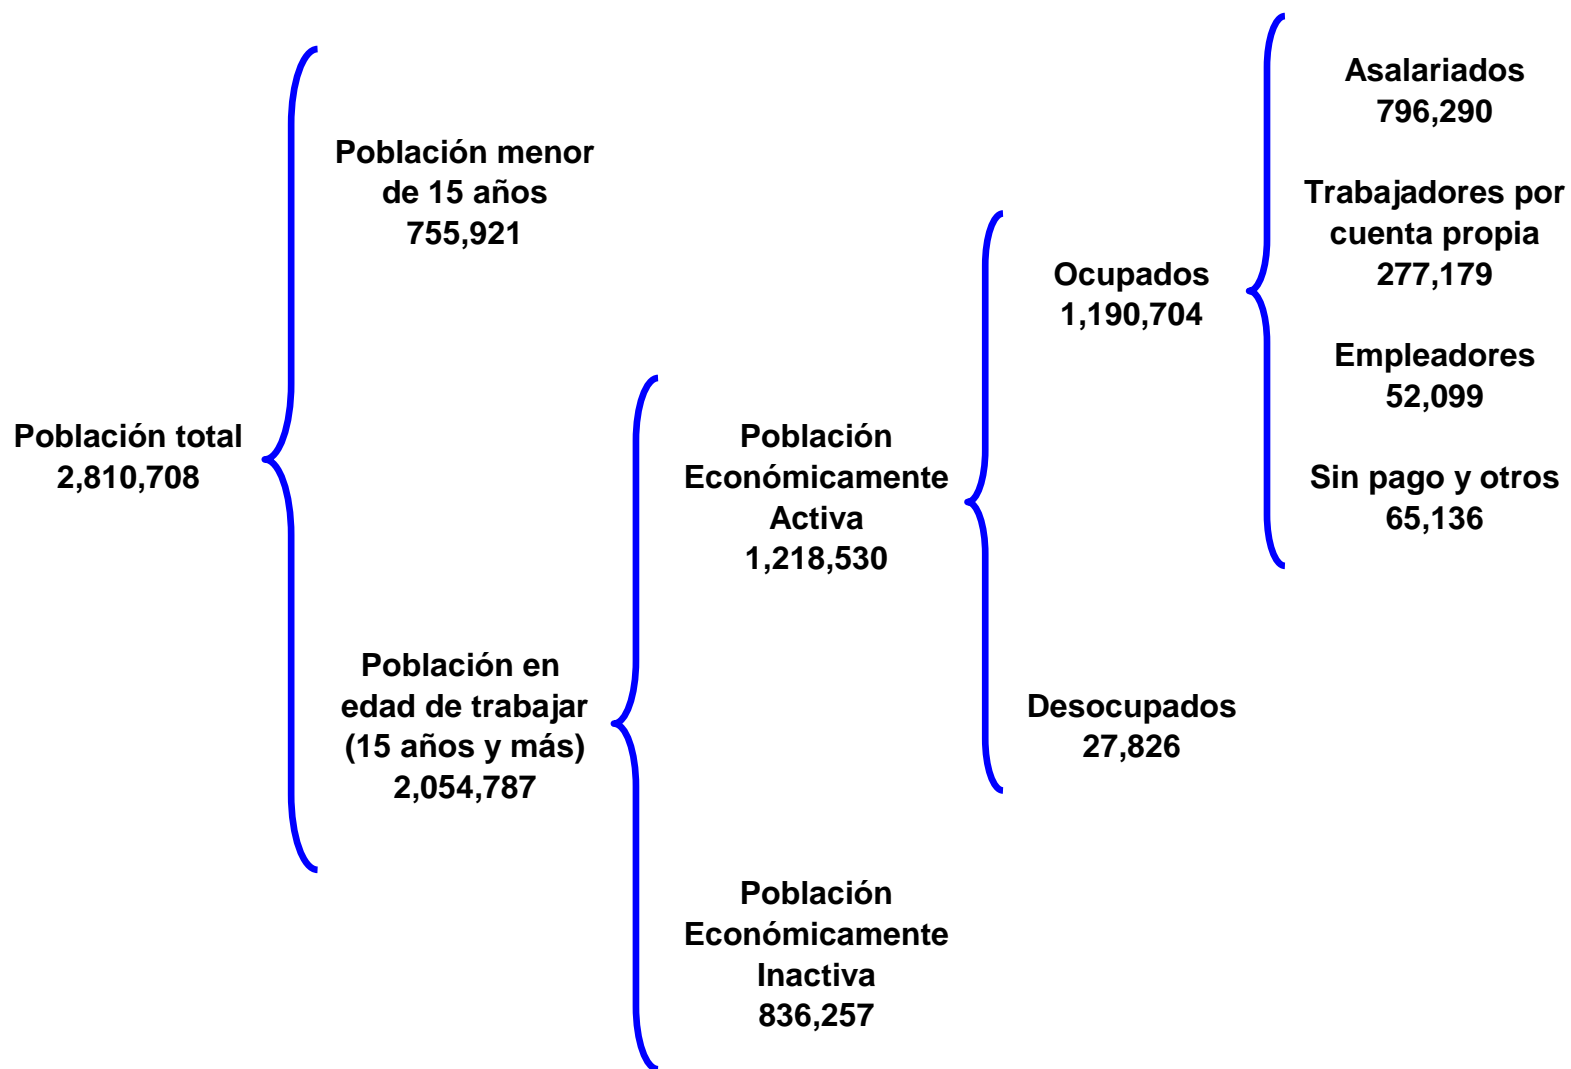 Población total
2,810,708
Población menor
de 15 años
755,921
Población en
edad de trabajar
(15 años y más)
2,054,787
Población
Económicamente
Activa
1,218,530
Población
Económicamente
Inactiva
836,257
Ocupados
1,190,704
Desocupados
27,826
Asalariados
796,290
Trabajadores por
cuenta propia
277,179
Empleadores
52,099
Sin pago y otros
65,136